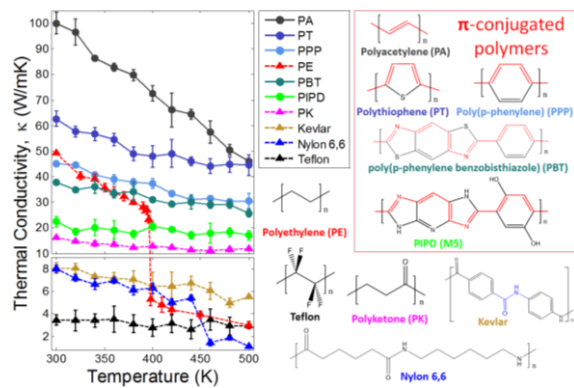 Thermal Conductivity, κ (W/mK)
100
90
80
70
60
50
40
30
20
10
8
6
4
2
300
350
400
450
500
Temperature (K)
PA
PT
PPP
PE
PBT
PIPD
PK
Kevlar
Nylon 6,6
Teflon
π-conjugated
polymers
n
Polyacetylene (PA)
S
n
n
Polythiophene (PT)
Poly(p-phenylene) (PPP)
N
S
S
N
n
poly(p-phenylene benzobisthiazole) (PBT)
HO
H
N
N
N
N
N
H
n
OH
PIPD (M5)
n
Polyethylene (PE)
F
F
F
F
n
Teflon
O
n
Polyketone (PK)
O
O
N
H
N
H
n
Kevlar
O
O
H
N
N
H
n
Nylon 6,6